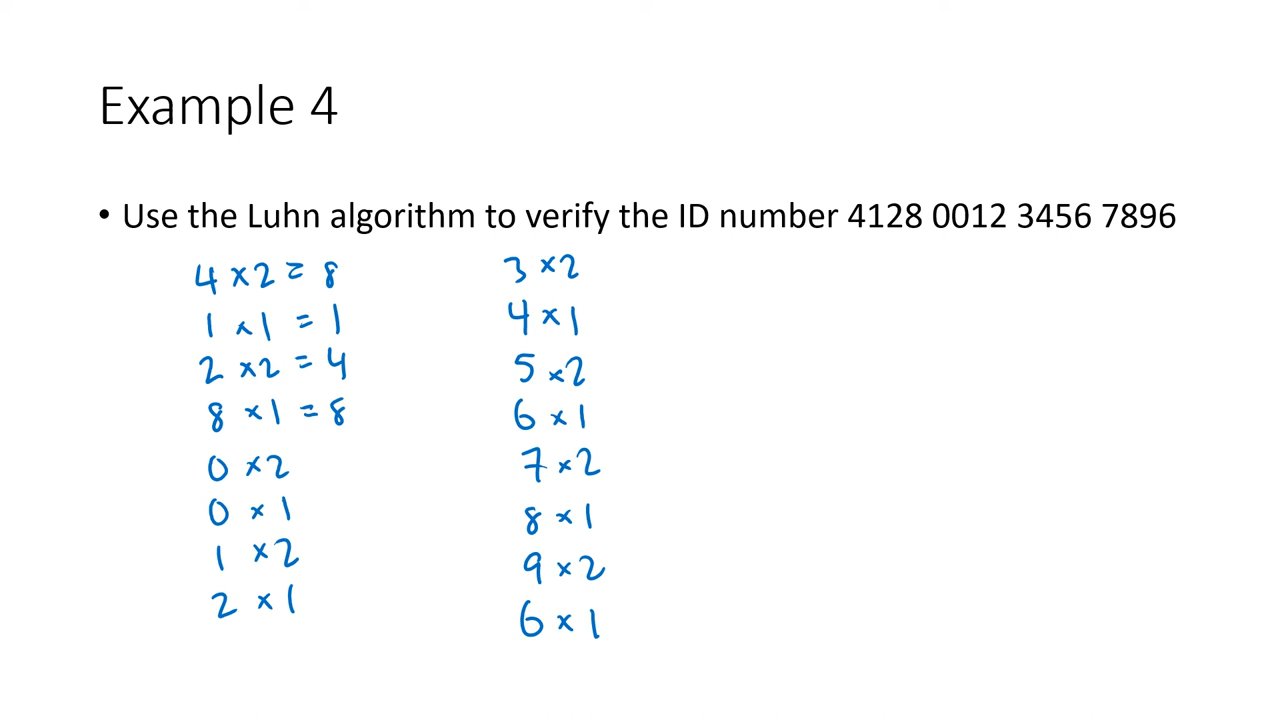 Example 4
• Use the Luhn algorithm to verify the ID number 4128 0012 3456 7896
4 × 2 = 8
1 × 1 = 1
2 × 2 = 4
8 × 1 = 8
0 × 2
0 × 1
1 × 2
2 × 1
3 × 2
4 × 1
5 × 2
6 × 1
7 × 2
8 × 1
9 × 2
6 × 1